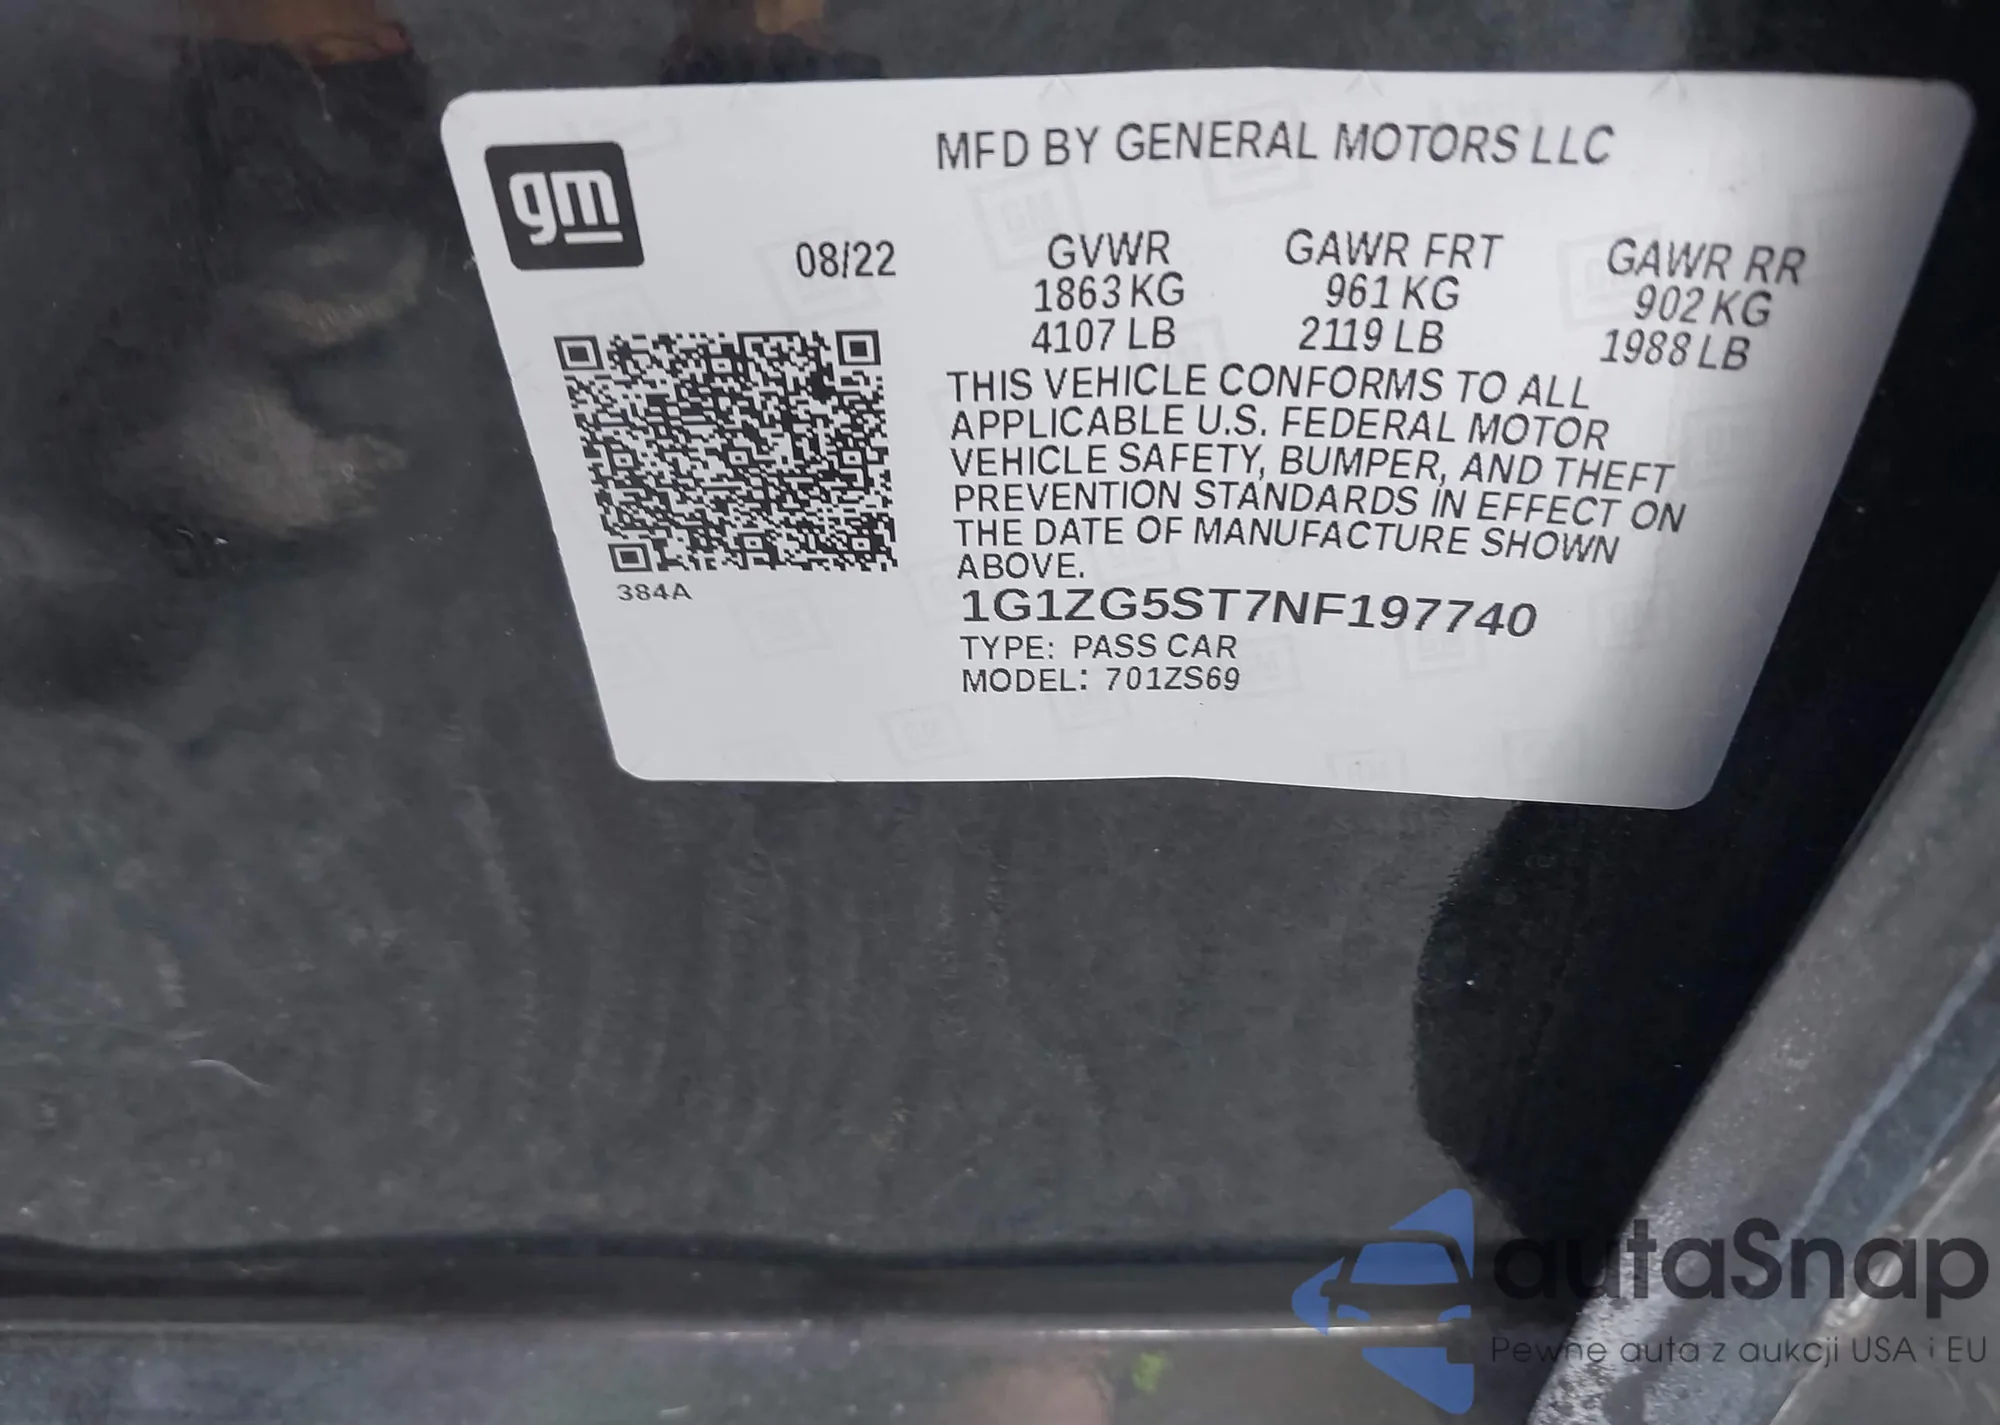 gm
MFD BY GENERAL MOTORS LLC
08/22
GVWR GAWR FRT GAWR RR
1863 KG 961 KG 902 KG
4107 LB 2119 LB 1988 LB
THIS VEHICLE CONFORMS TO ALL
APPLICABLE U.S. FEDERAL MOTOR
VEHICLE SAFETY, BUMPER, AND THEFT
PREVENTION STANDARDS IN EFFECT ON
THE DATE OF MANUFACTURE SHOWN
ABOVE.
384A
1G1ZG5ST7NF197740
TYPE: PASS CAR
MODEL: 701ZS69
autaSnap
Pewne auta z aukcji USA i EU